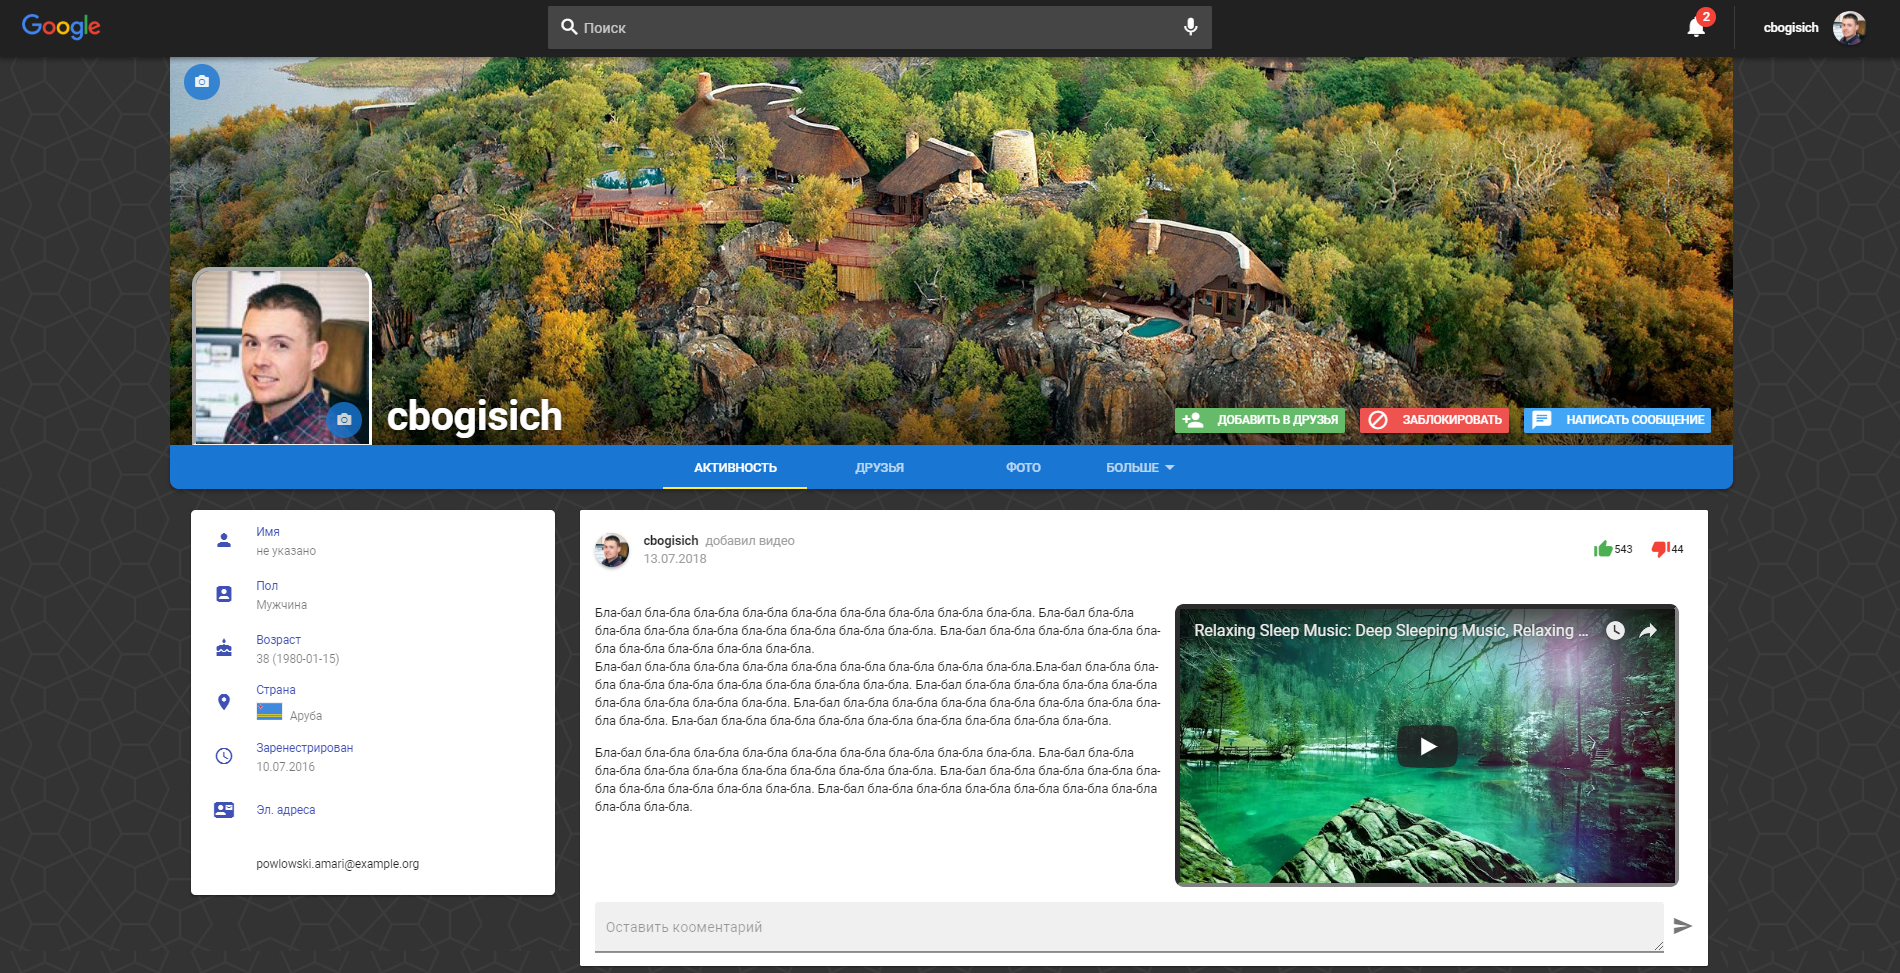 Google
Поиск
2
cbogisich
cbogisich
ДОБАВИТЬ В ДРУЗЬЯ
ЗАБЛОКИРОВАТЬ
НАПИСАТЬ СООБЩЕНИЕ
АКТИВНОСТЬ
ДРУЗЬЯ
ФОТО
БОЛЬШЕ
Имя
не указано
Пол
Мужчина
Возраст
38 (1980-01-15)
Страна
Аруба
Заренестрирован
10.07.2016
Эл. адреса
powlowski.amari@example.org
cbogisich добавил видео
13.07.2018
543
44
Бла-бал бла-бла бла-бла бла-бла бла-бла бла-бла бла-бла бла-бла бла-бла. Бла-бал бла-бла
бла-бла бла-бла бла-бла бла-бла бла-бла бла-бла бла-бла. Бла-бал бла-бла бла-бла бла-бла бла-
бла бла-бла бла-бла бла-бла бла-бла.
Бла-бал бла-бла бла-бла бла-бла бла-бла бла-бла бла-бла бла-бла бла-бла.Бла-бал бла-бла бла-
бла бла-бла бла-бла бла-бла бла-бла бла-бла бла-бла. Бла-бал бла-бла бла-бла бла-бла бла-бла
бла-бла бла-бла бла-бла бла-бла. Бла-бал бла-бла бла-бла бла-бла бла-бла бла-бла бла-бла бла-
бла бла-бла. Бла-бал бла-бла бла-бла бла-бла бла-бла бла-бла бла-бла бла-бла бла-бла.
Бла-бал бла-бла бла-бла бла-бла бла-бла бла-бла бла-бла бла-бла бла-бла. Бла-бал бла-бла
бла-бла бла-бла бла-бла бла-бла бла-бла бла-бла бла-бла. Бла-бал бла-бла бла-бла бла-бла бла-
бла бла-бла бла-бла бла-бла бла-бла. Бла-бал бла-бла бла-бла бла-бла бла-бла бла-бла бла-бла
бла-бла бла-бла.
Relaxing Sleep Music: Deep Sleeping Music, Relaxing ...
Оставить кооментарий